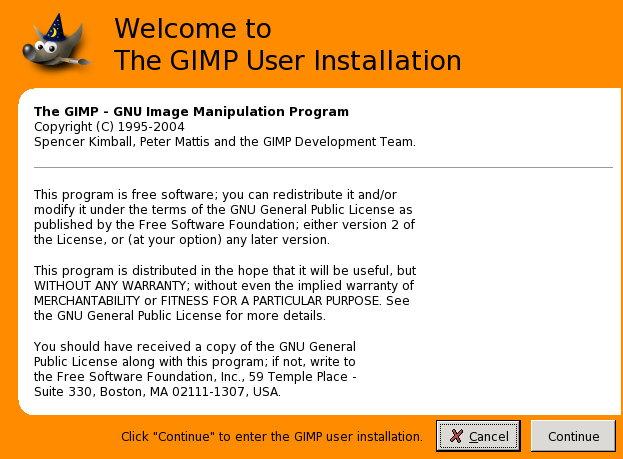 Welcome to
The GIMP User Installation
The GIMP - GNU Image Manipulation Program
Copyright (C) 1995-2004
Spencer Kimball, Peter Mattis and the GIMP Development Team.
This program is free software; you can redistribute it and/or
modify it under the terms of the GNU General Public License as
published by the Free Software Foundation; either version 2 of
the License, or (at your option) any later version.
This program is distributed in the hope that it will be useful, but
WITHOUT ANY WARRANTY; without even the implied warranty of
MERCHANTABILITY or FITNESS FOR A PARTICULAR PURPOSE. See
the GNU General Public License for more details.
You should have received a copy of the GNU General
Public License along with this program; if not, write to
the Free Software Foundation, Inc., 59 Temple Place -
Suite 330, Boston, MA 02111-1307, USA.
Click "Continue" to enter the GIMP user installation.
Cancel
Continue